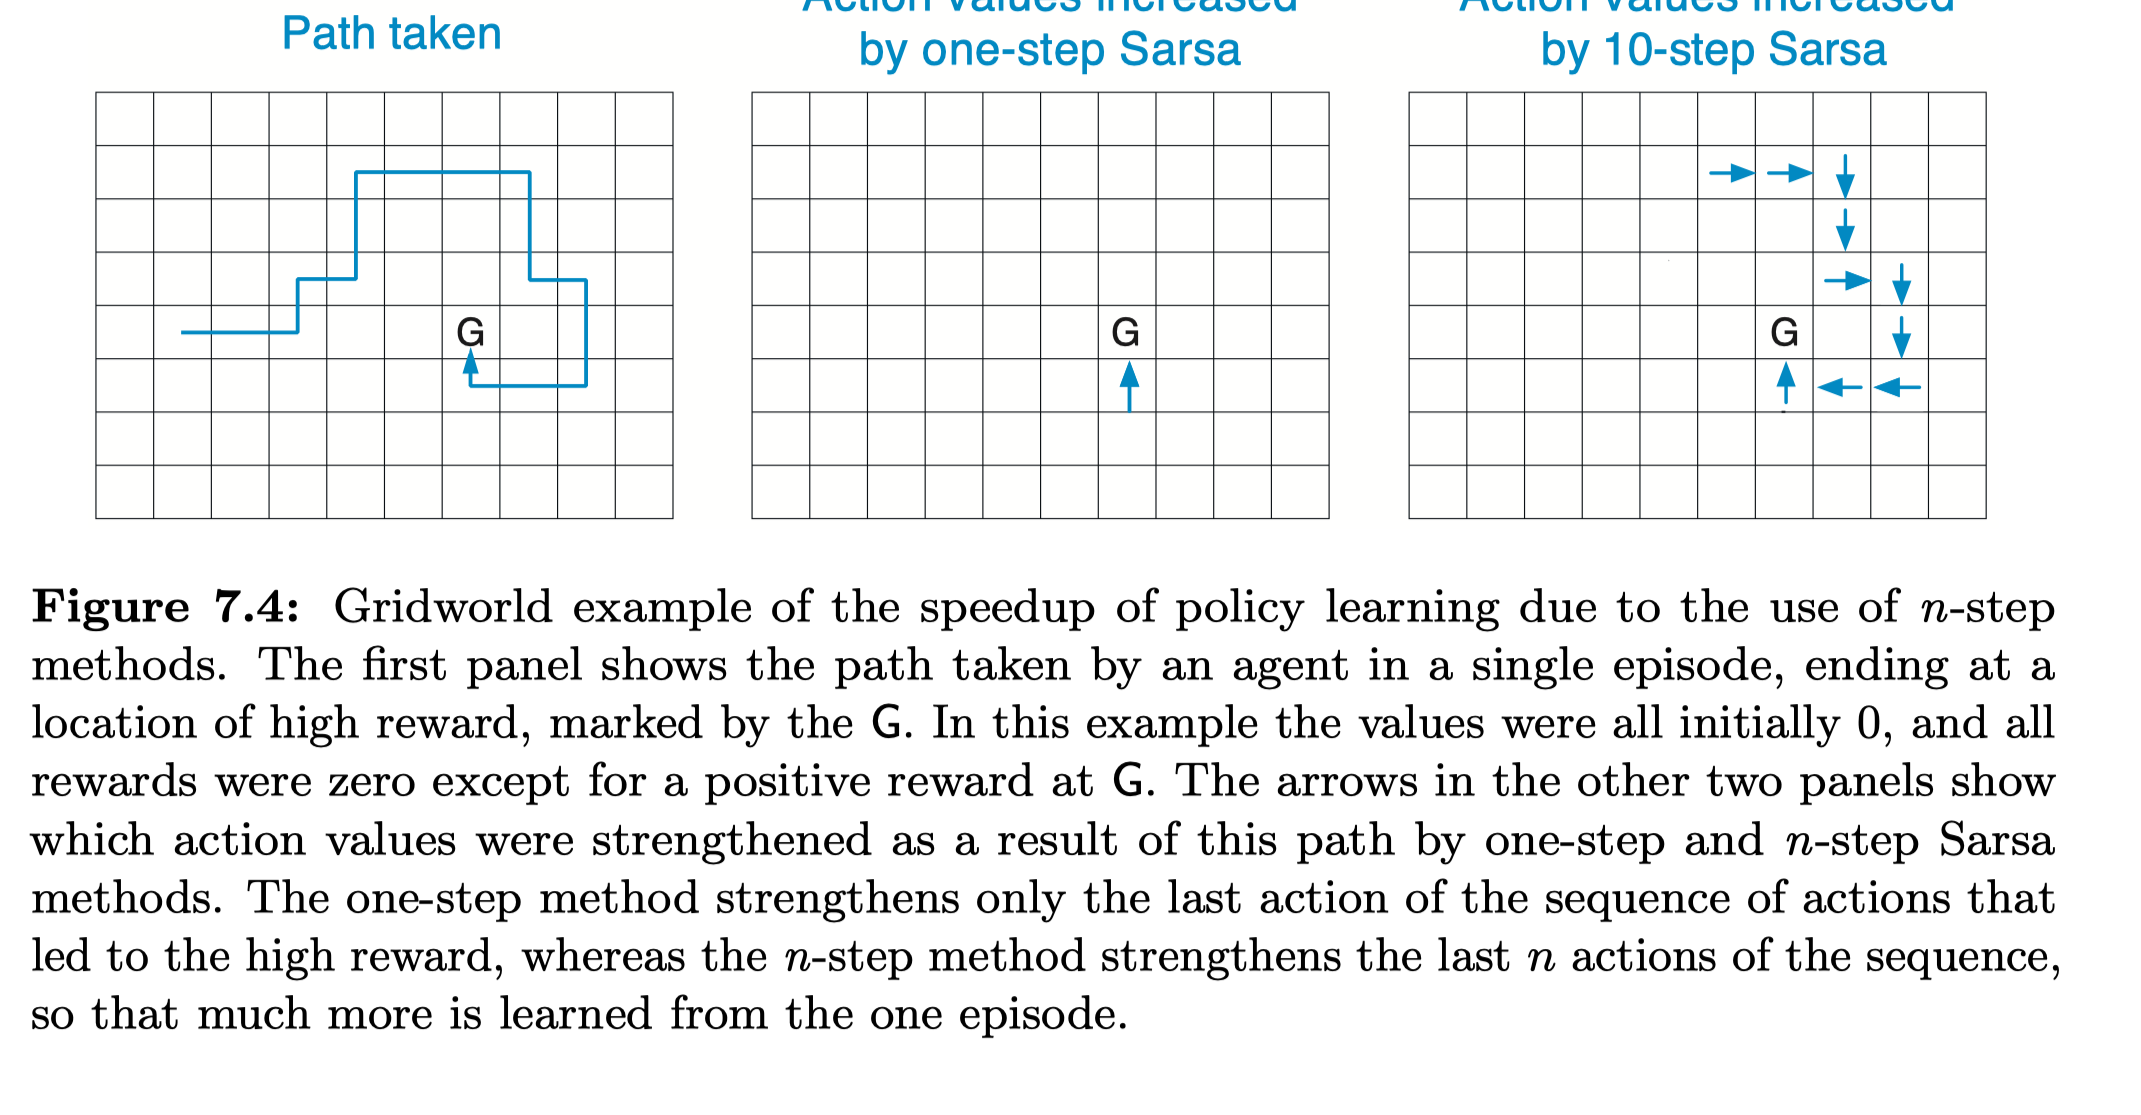 Path taken
Action values increased
by one-step Sarsa
Action values increased
by 10-step Sarsa
G
G
G
Figure 7.4: Gridworld example of the speedup of policy learning due to the use of n-step
methods. The first panel shows the path taken by an agent in a single episode, ending at a
location of high reward, marked by the G. In this example the values were all initially 0, and all
rewards were zero except for a positive reward at G. The arrows in the other two panels show
which action values were strengthened as a result of this path by one-step and n-step Sarsa
methods. The one-step method strengthens only the last action of the sequence of actions that
led to the high reward, whereas the n-step method strengthens the last n actions of the sequence,
so that much more is learned from the one episode.